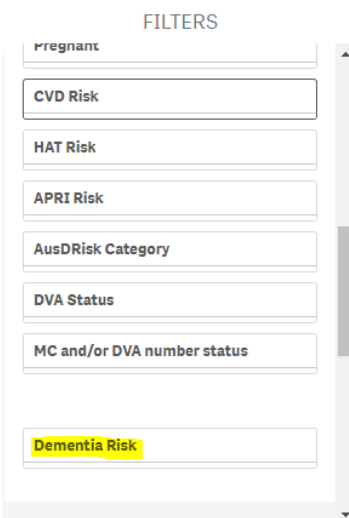 FILTERS
Pregnant
CVD Risk
HAT Risk
APRI Risk
AusDRisk Category
DVA Status
MC and/or DVA number status
Dementia Risk